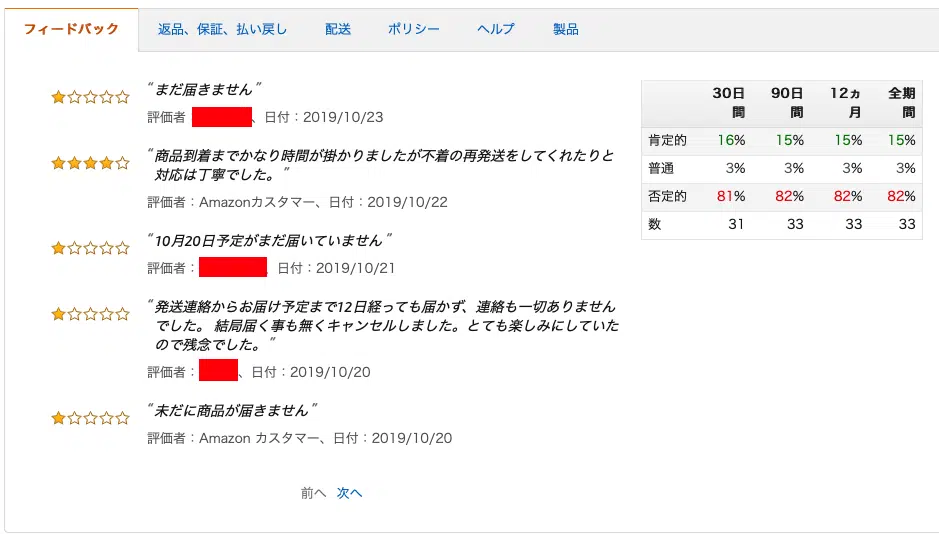 フィードバック 返品、保証、払い戻し 配送 ポリシー ヘルプ 製品
“まだ届きません”
評価者 、日付：2019/10/23
“商品到着までかなり時間が掛かりましたが不着の再発送をしてくれたりと
対応は丁寧でした。”
評価者：Amazonカスタマー、日付：2019/10/22
“10月20日予定がまだ届いていません”
評価者： 日付：2019/10/21
“発送連絡からお届け予定まで12日経っても届かず、連絡も一切ありません
でした。 結局届く事も無くキャンセルしました。とても楽しみにしていた
ので残念でした。”
評価者： 、日付：2019/10/20
“未だに商品が届きません”
評価者：Amazon カスタマー、日付：2019/10/20
前へ 次へ
30日間 90日間 12ヵ月 全期間
肯定的 16% 15% 15% 15%
普通 3% 3% 3% 3%
否定的 81% 82% 82% 82%
数 31 33 33 33